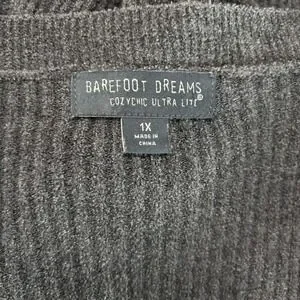 BAREFOOT DREAMS
COZYCHIC ULTRA LITE®
1X
MADE IN
CHINA